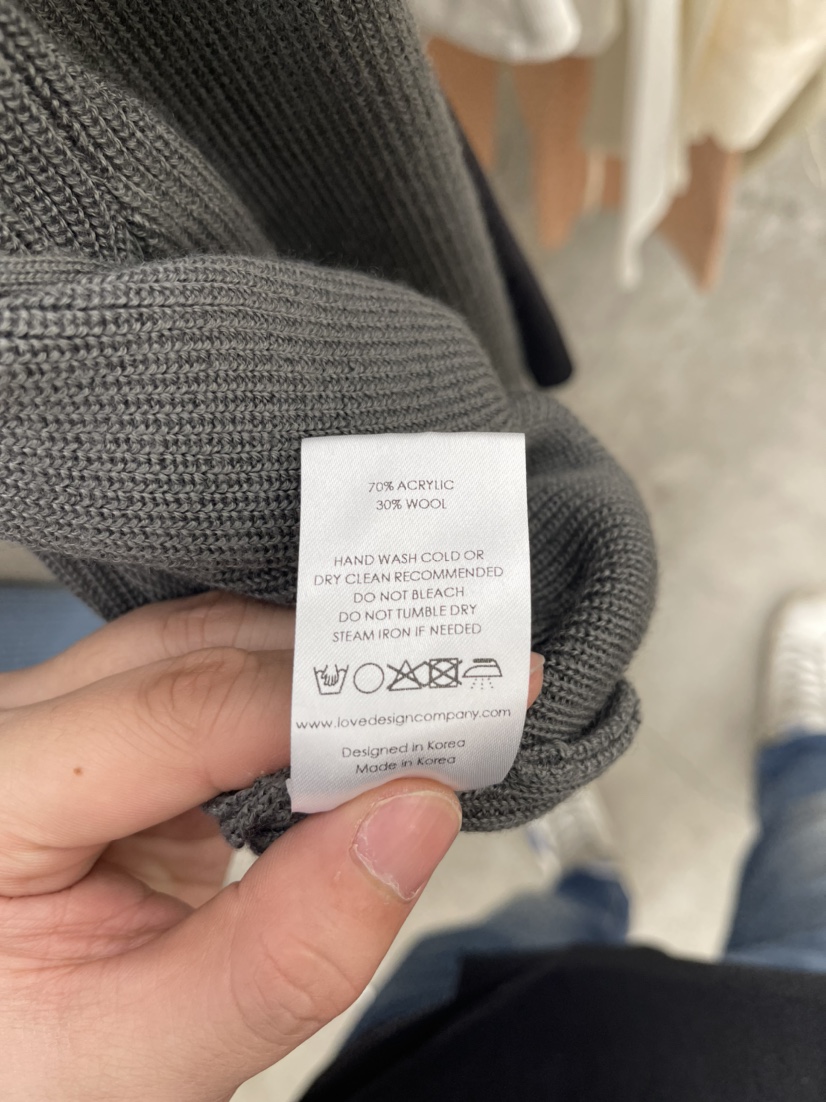 70% ACRYLIC
30% WOOL
HAND WASH COLD OR
DRY CLEAN RECOMMENDED
DO NOT BLEACH
DO NOT TUMBLE DRY
STEAM IRON IF NEEDED
www.lovedesigncompany.com
Designed in Korea
Made in Korea